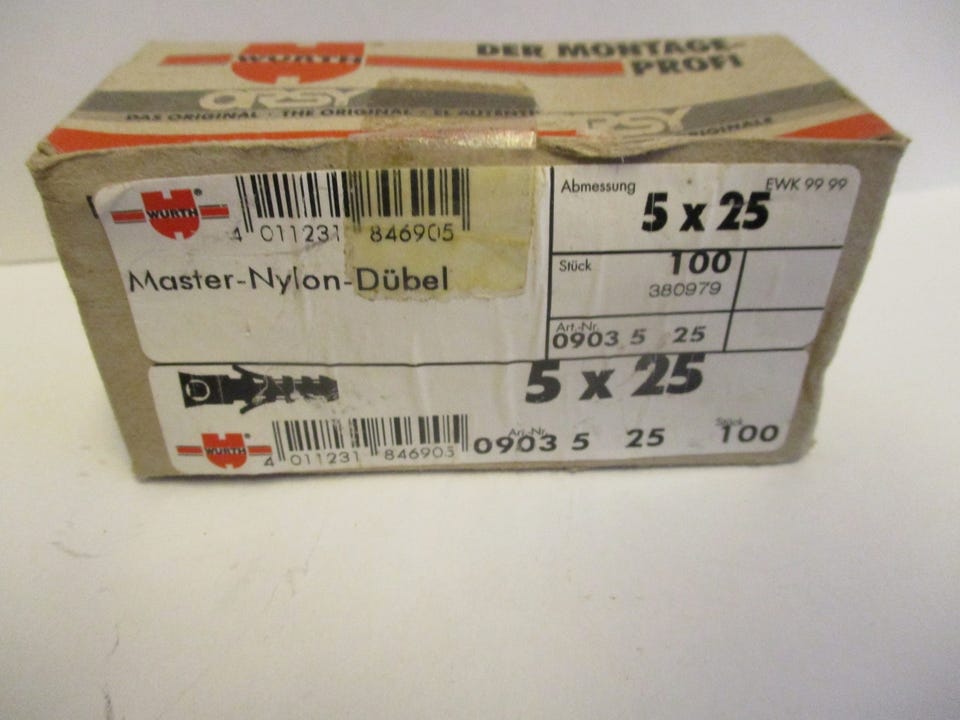 WÜRTH
DER MONTAGE-
PROFI
DAS ORIGINAL · THE ORIGINAL · EL AUTÉNTI
WÜRTH
4 011231 846905
Master-Nylon-Dübel
Abmessung
EWK 99 99
5 x 25
Stück
100
380979
Art.-Nr.
0903 5 25
5 x 25
WÜRTH
4 011231 846905
Art.-Nr.
0903 5 25
Stück
100